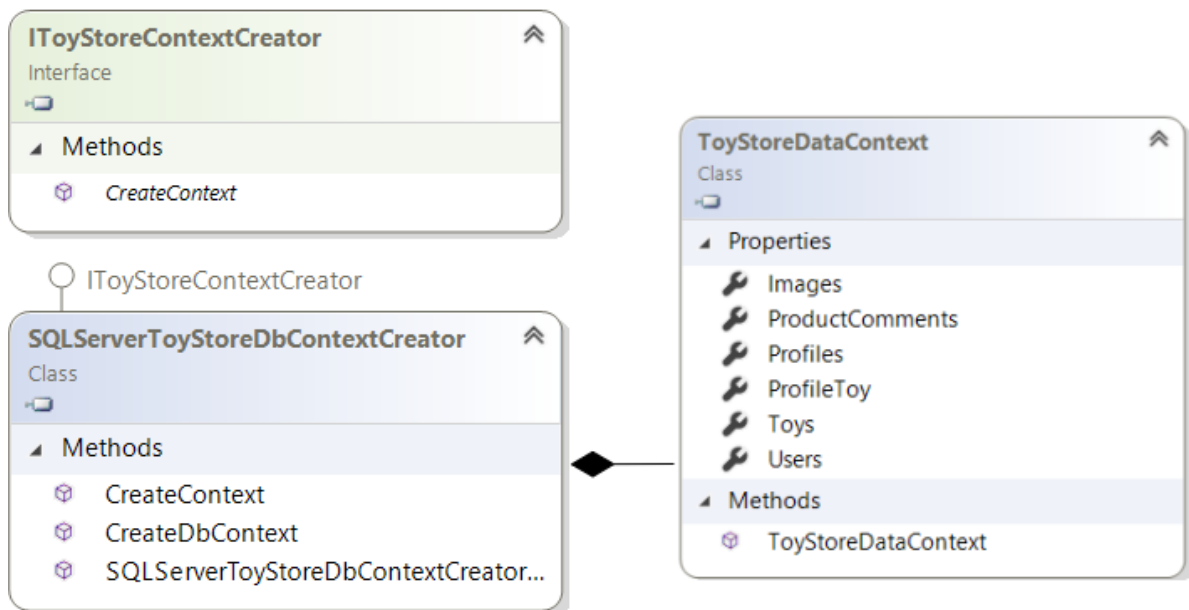 IToyStoreContextCreator
Interface
Methods
CreateContext
IToyStoreContextCreator
SQLServerToyStoreDbContextCreator
Class
Methods
CreateContext
CreateDbContext
SQLServerToyStoreDbContextCreator...
ToyStoreDataContext
Class
Properties
Images
ProductComments
Profiles
ProfileToy
Toys
Users
Methods
ToyStoreDataContext